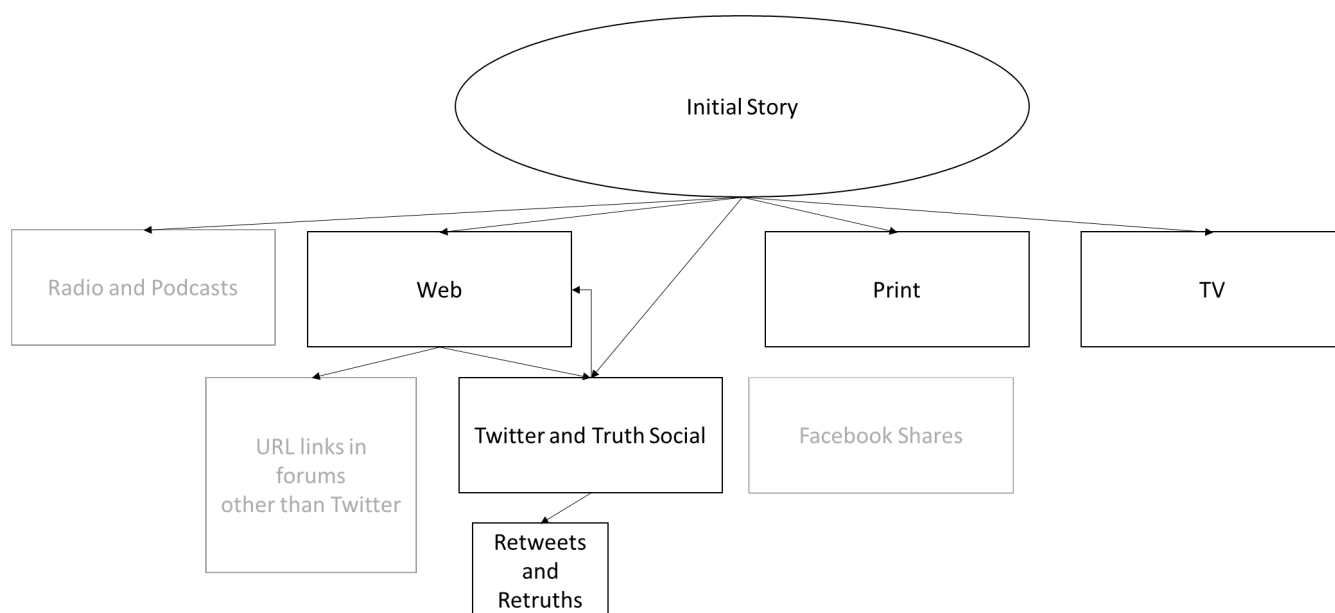 Initial Story
Radio and Podcasts
Web
Print
TV
URL links in
forums
other than Twitter
Twitter and Truth Social
Facebook Shares
Retweets
and
Retruths